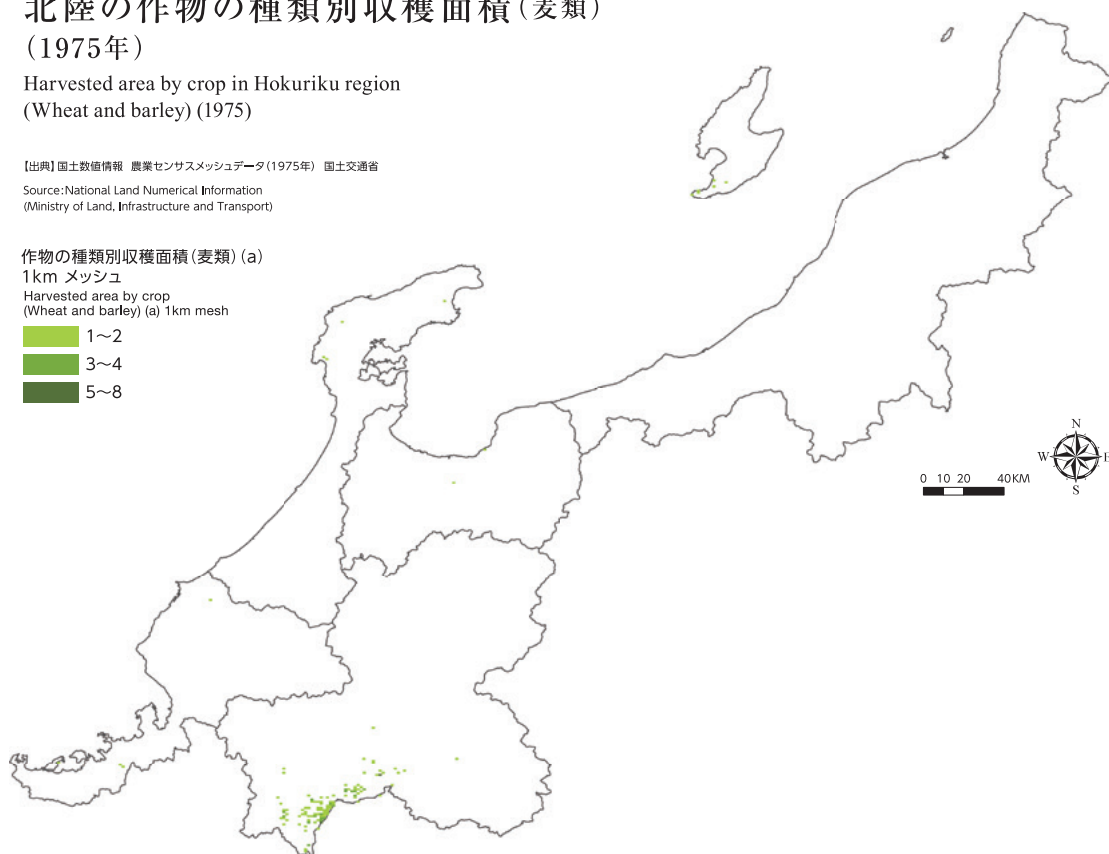 北陸の作物の種類別収穫面積(麦類)
(1975年)
Harvested area by crop in Hokuriku region
(Wheat and barley) (1975)
【出典】国土数値情報 農業センサスメッシュデータ(1975年) 国土交通省
Source:National Land Numerical Information
(Ministry of Land, Infrastructure and Transport)
作物の種類別収穫面積(麦類)(a)
1km メッシュ
Harvested area by crop
(Wheat and barley) (a) 1km mesh
1〜2
3〜4
5〜8
N
W E
S
0 10 20 40KM